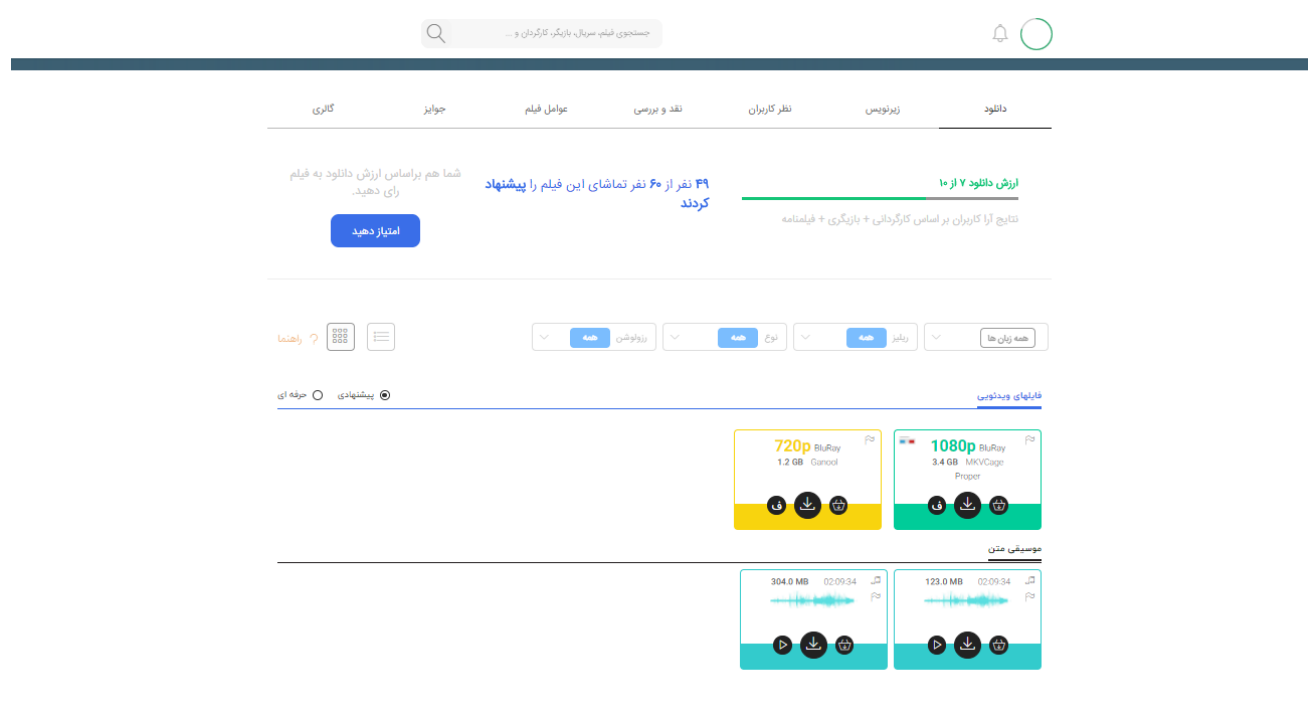 جستجوی فیلم، سریال، بازیگر، کارگردان و ...
دانلود
زیرنویس
نظر کاربران
نقد و بررسی
عوامل فیلم
جوایز
گالری
ارزش دانلود ۷ از ۱۰
نتایج آرا کاربران بر اساس کارگردانی + بازیگری + فیلمنامه
۴۹ نفر از ۶۰ نفر تماشای این فیلم را پیشنهاد
کردند
شما هم براساس ارزش دانلود به فیلم
رای دهید.
امتیاز دهید
همه زبان ها
ریلیز همه
نوع همه
رزولوشن همه
? راهنما
فایلهای ویدئویی
پیشنهادی
حرفه ای
1080p BluRay
3.4 GB MKVCage
Proper
ف
720p BluRay
1.2 GB Ganool
ف
موسیقی متن
123.0 MB 02:09:34
304.0 MB 02:09:34